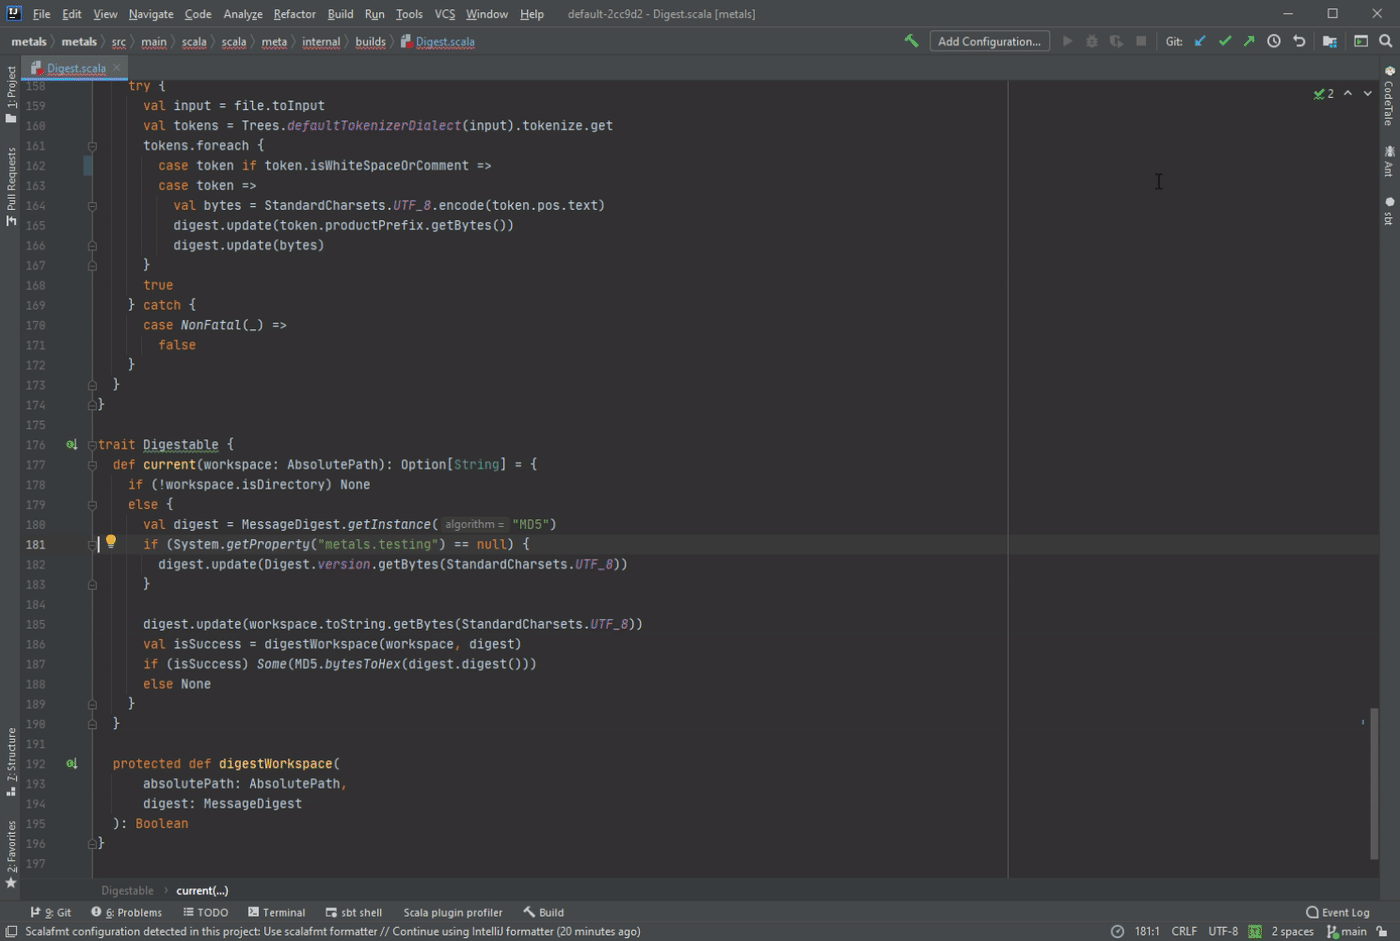 File Edit View Navigate Code Analyze Refactor Build Run Tools VCS Window Help default-2cc9d2 - Digest.scala [metals]
metals metals src main scala scala meta internal builds Digest.scala Add Configuration... Git:
Digest.scala
1: Project
Pull Requests
Z: Structure
2: Favorites
CodeTale
Ant
sbt
2
158 try {
159 val input = file.toInput
160 val tokens = Trees.defaultTokenizerDialect(input).tokenize.get
161 tokens.foreach {
162 case token if token.isWhiteSpaceOrComment =>
163 case token =>
164 val bytes = StandardCharsets.UTF_8.encode(token.pos.text)
165 digest.update(token.productPrefix.getBytes())
166 digest.update(bytes)
167 }
168 true
169 } catch {
170 case NonFatal(_) =>
171 false
172 }
173 }
174 }
175
176 trait Digestable {
177 def current(workspace: AbsolutePath): Option[String] = {
178 if (!workspace.isDirectory) None
179 else {
180 val digest = MessageDigest.getInstance( algorithm = "MD5")
181 if (System.getProperty("metals.testing") == null) {
182 digest.update(Digest.version.getBytes(StandardCharsets.UTF_8))
183 }
184
185 digest.update(workspace.toString.getBytes(StandardCharsets.UTF_8))
186 val isSuccess = digestWorkspace(workspace, digest)
187 if (isSuccess) Some(MD5.bytesToHex(digest.digest()))
188 else None
189 }
190 }
191
192 protected def digestWorkspace(
193 absolutePath: AbsolutePath,
194 digest: MessageDigest
195 ): Boolean
196 }
197
Digestable current(...)
9: Git 6: Problems TODO Terminal sbt shell Scala plugin profiler Build Event Log
Scalafmt configuration detected in this project: Use scalafmt formatter // Continue using IntelliJ formatter (20 minutes ago) 181:1 CRLF UTF-8 2 spaces main